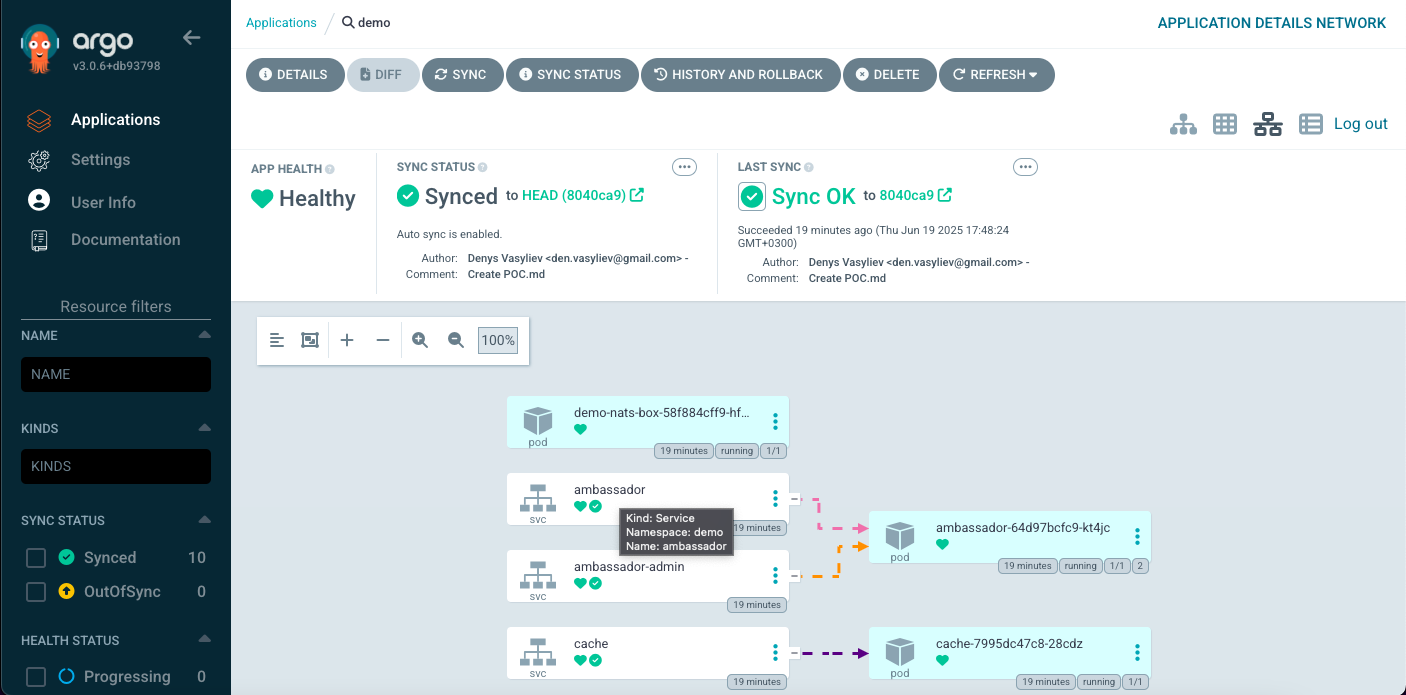 argo
v3.0.6+db93798
Applications
Settings
User Info
Documentation
Resource filters
NAME
NAME
KINDS
KINDS
SYNC STATUS
Synced 10
OutOfSync 0
HEALTH STATUS
Progressing 0
Applications / demo
APPLICATION DETAILS NETWORK
DETAILS DIFF SYNC SYNC STATUS HISTORY AND ROLLBACK DELETE REFRESH
Log out
APP HEALTH
Healthy
SYNC STATUS
Synced to HEAD (8040ca9)
Auto sync is enabled.
Author: Denys Vasyliev <den.vasyliev@gmail.com> -
Comment: Create POC.md
LAST SYNC
Sync OK to 8040ca9
Succeeded 19 minutes ago (Thu Jun 19 2025 17:48:24
GMT+0300)
Author: Denys Vasyliev <den.vasyliev@gmail.com> -
Comment: Create POC.md
100%
demo-nats-box-58f884cff9-hf...
pod
19 minutes running 1/1
ambassador
svc
19 minutes
Kind: Service
Namespace: demo
Name: ambassador
ambassador-admin
svc
19 minutes
ambassador-64d97bcfc9-kt4jc
pod
19 minutes running 1/1 2
cache
svc
19 minutes
cache-7995dc47c8-28cdz
pod
19 minutes running 1/1